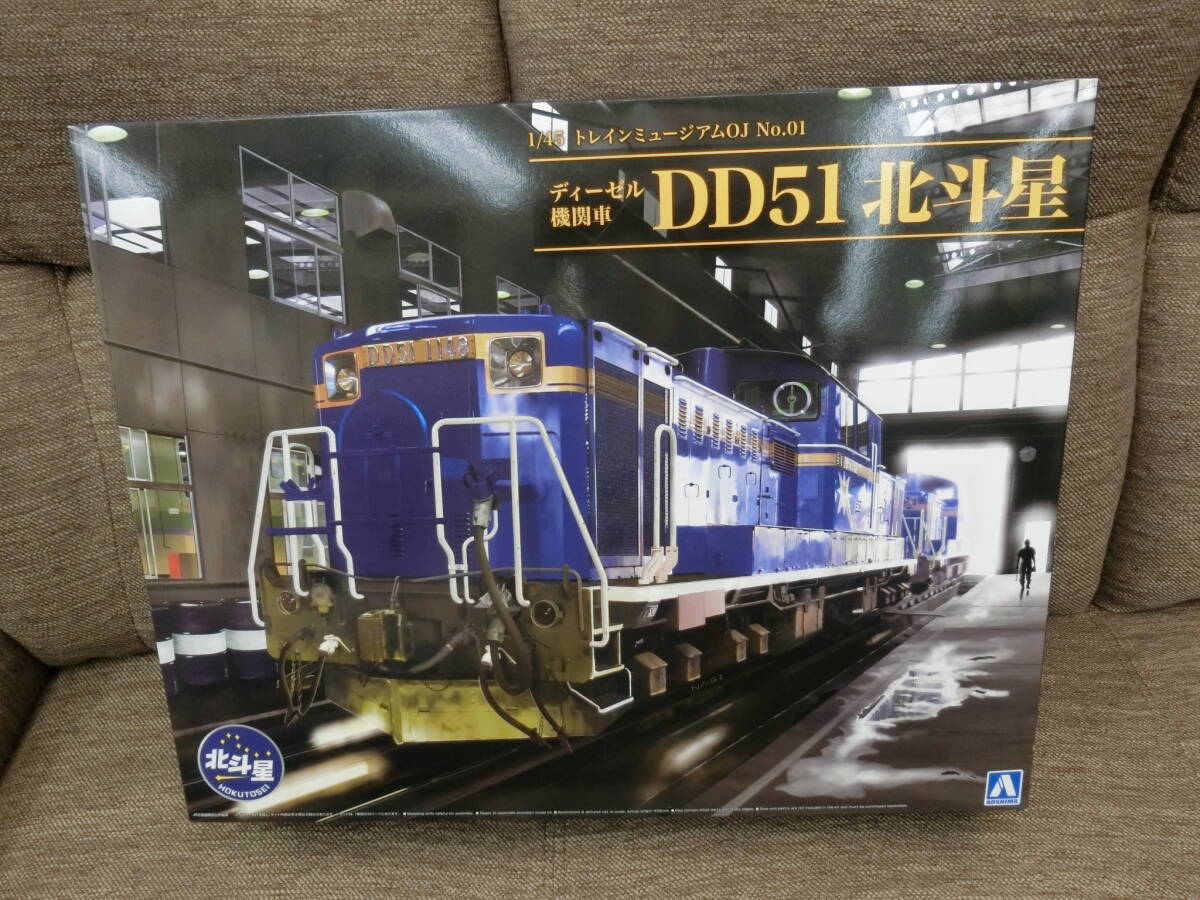 1/45 トレインミュージアムOJ No.01
ディーゼル
機関車
DD51 北斗星
DD51 1148
北斗星
HOKUTOSEI
NAGI
AOSHIMA